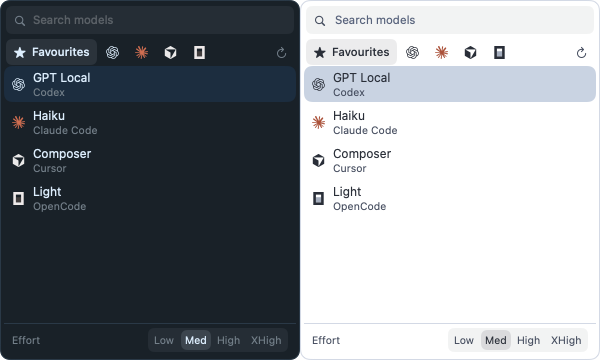 Search models
Favourites
GPT Local
Codex
Haiku
Claude Code
Composer
Cursor
Light
OpenCode
Effort
Low Med High XHigh
Search models
Favourites
GPT Local
Codex
Haiku
Claude Code
Composer
Cursor
Light
OpenCode
Effort
Low Med High XHigh